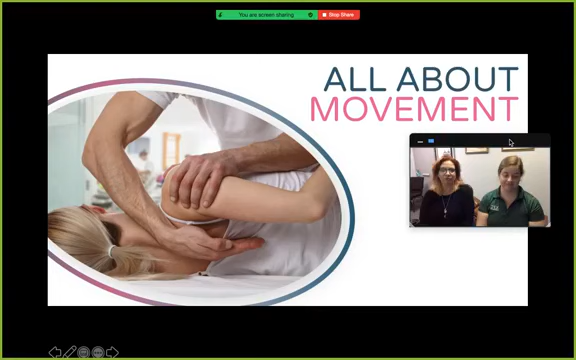 You are screen sharing
Stop Share
ALL ABOUT
MOVEMENT